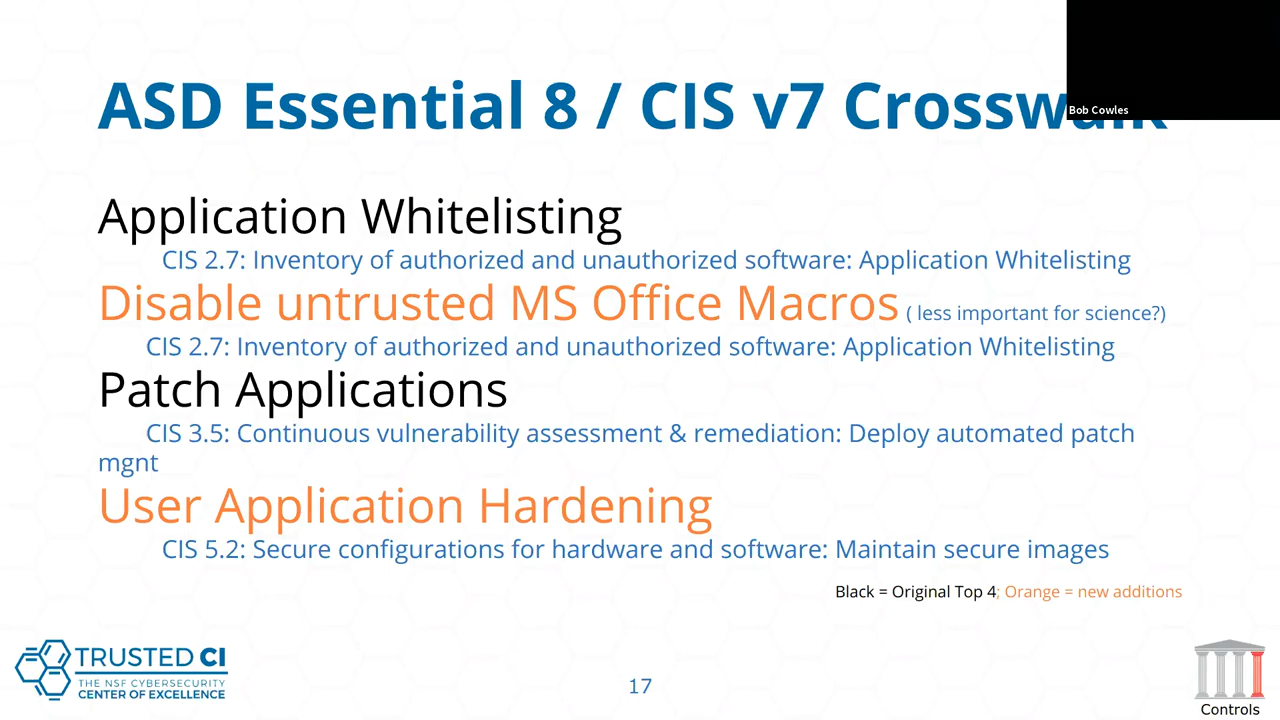 ASD Essential 8 / CIS v7 Crosswalk
Bob Cowles
Application Whitelisting
CIS 2.7: Inventory of authorized and unauthorized software: Application Whitelisting
Disable untrusted MS Office Macros ( less important for science?)
CIS 2.7: Inventory of authorized and unauthorized software: Application Whitelisting
Patch Applications
CIS 3.5: Continuous vulnerability assessment & remediation: Deploy automated patch
mgnt
User Application Hardening
CIS 5.2: Secure configurations for hardware and software: Maintain secure images
Black = Original Top 4; Orange = new additions
TRUSTED CI
THE NSF CYBERSECURITY
CENTER OF EXCELLENCE
17
Controls